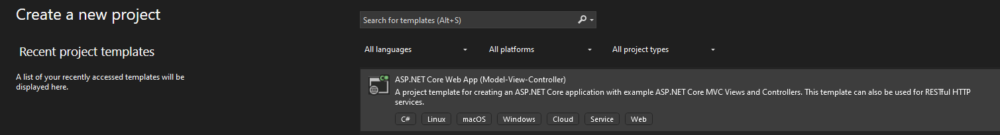 Create a new project
Search for templates (Alt+S)
Recent project templates
All languages
All platforms
All project types
A list of your recently accessed templates will be
displayed here.
C#
ASP.NET Core Web App (Model-View-Controller)
A project template for creating an ASP.NET Core application with example ASP.NET Core MVC Views and Controllers. This template can also be used for RESTful HTTP
services.
C#
Linux
macOS
Windows
Cloud
Service
Web